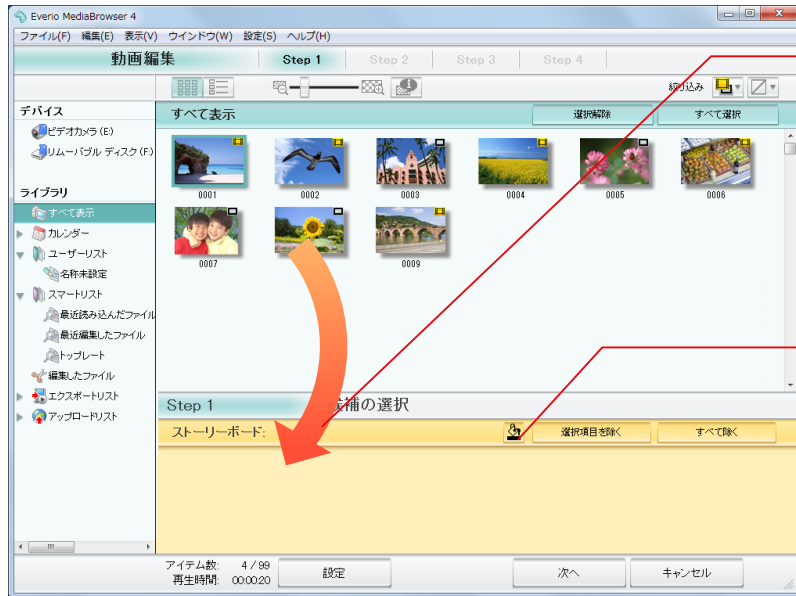 Everio MediaBrowser 4
ファイル(F) 編集(E) 表示(V) ウインドウ(W) 設定(S) ヘルプ(H)
動画編集 Step 1 Step 2 Step 3 Step 4
絞り込み
デバイス
ビデオカメラ (E)
リムーバブル ディスク (F)
ライブラリ
すべて表示
カレンダー
ユーザーリスト
名称未設定
スマートリスト
最近読み込んだファイル
最近編集したファイル
トップレート
編集したファイル
エクスポートリスト
アップロードリスト
すべて表示 選択解除 すべて選択
0001 0002 0003 0004 0005 0006
0007 0009
Step 1 補の選択
ストーリーボード: 選択項目を除く すべて除く
アイテム数: 4 / 99
再生時間: 00:00:20
設定 次へ キャンセル